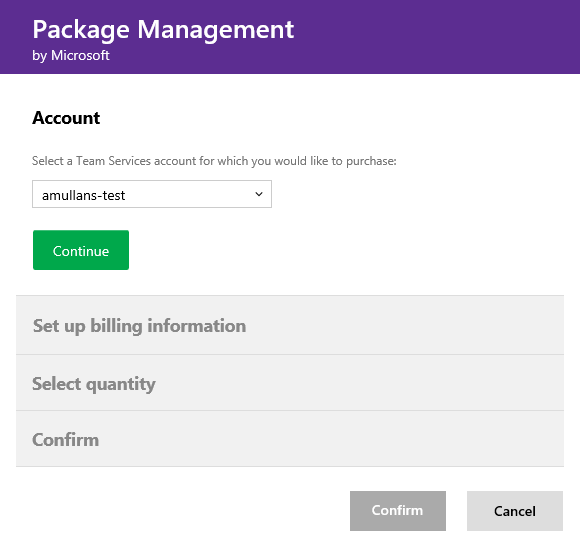 Package Management
by Microsoft
Account
Select a Team Services account for which you would like to purchase:
amullans-test
Continue
Set up billing information
Select quantity
Confirm
Confirm
Cancel